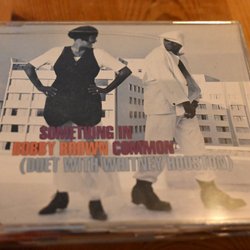 SOMETHING IN
BOBBY BROWN COMMON
(DUET WITH WHITNEY HOUSTON)